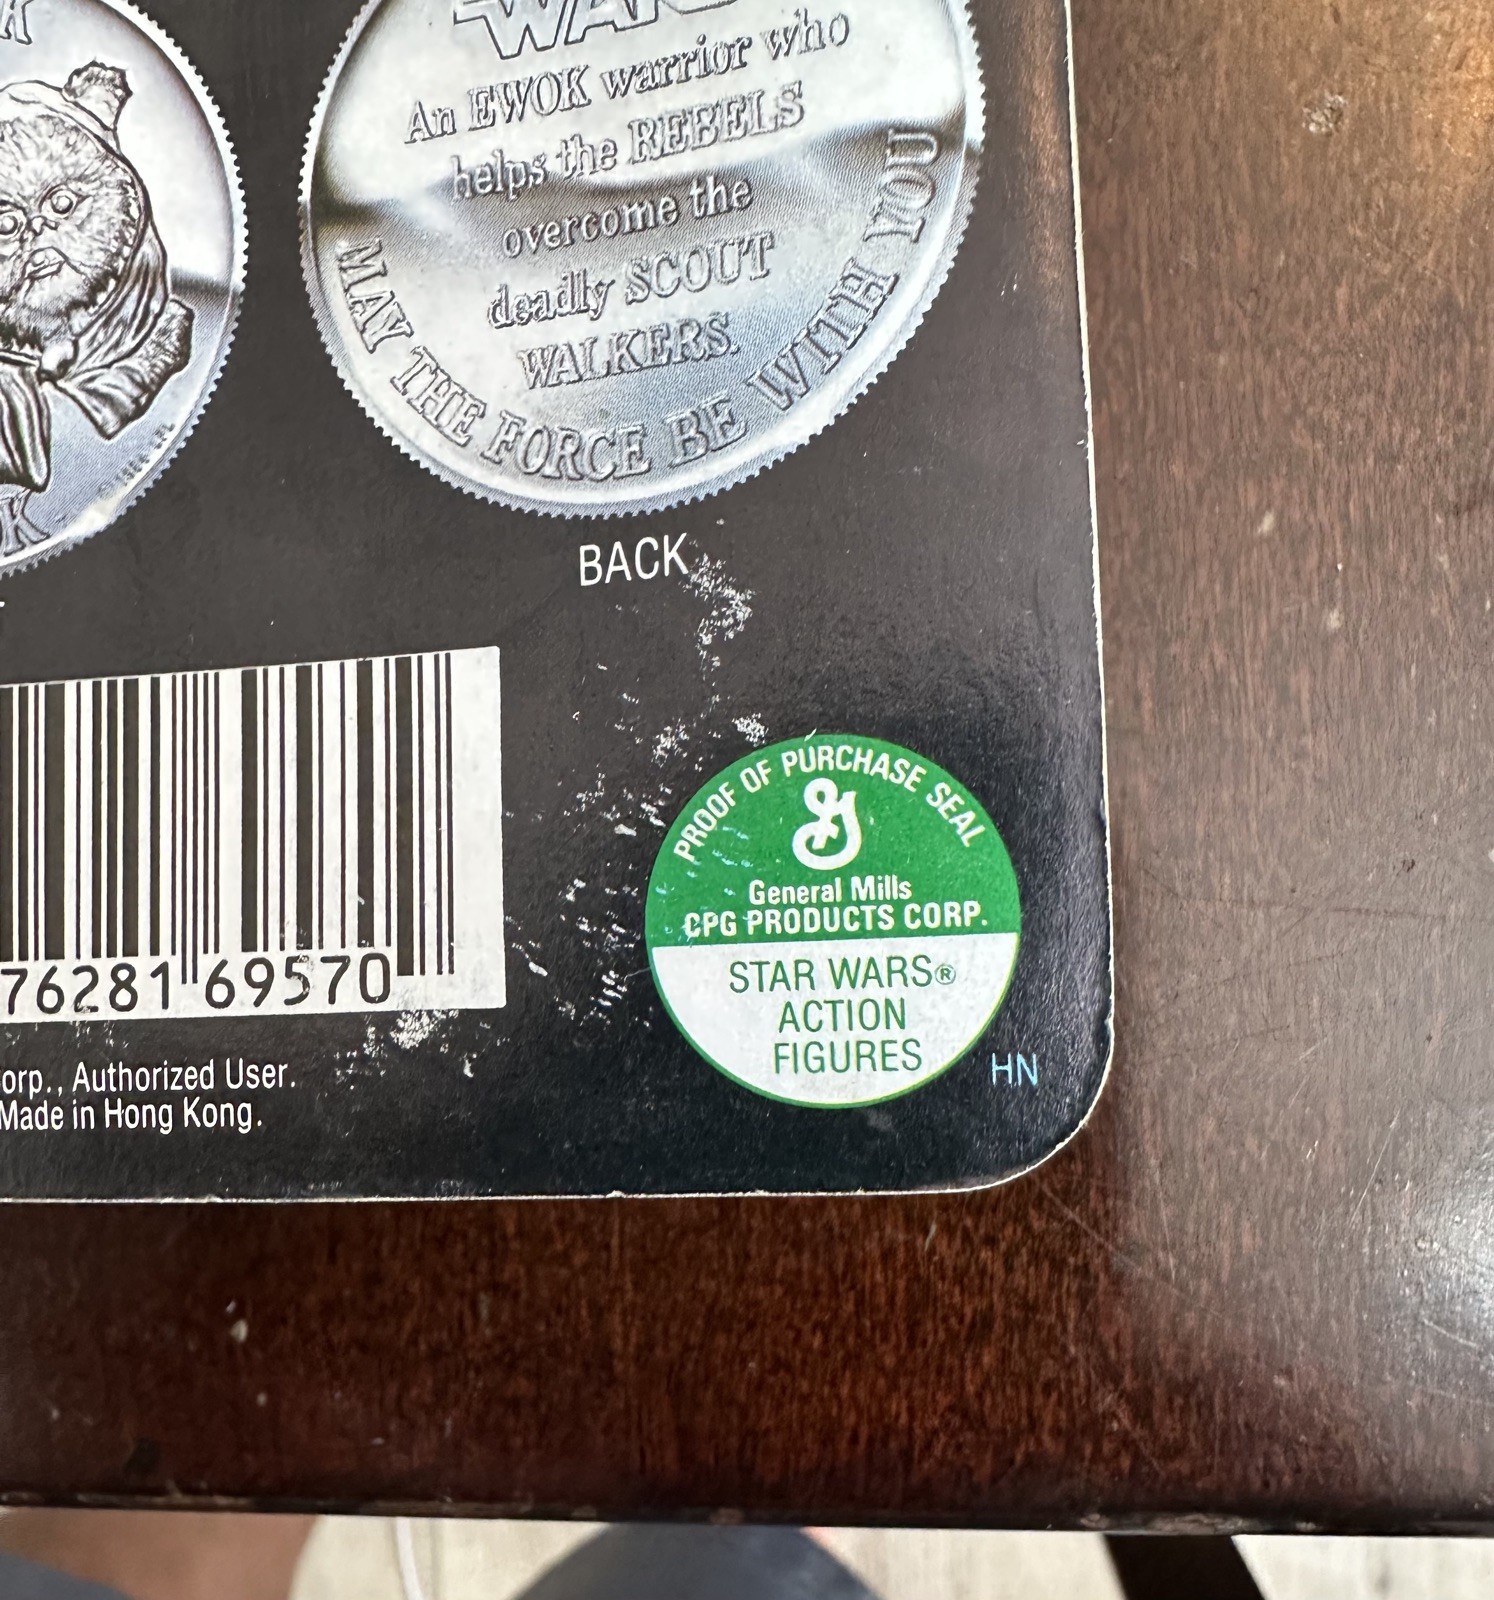 WARS
An EWOK warrior who
helps the REBELS
overcome the
deadly SCOUT
WALKERS.
MAY THE FORCE BE WITH YOU
BACK
76281 69570
PROOF OF PURCHASE SEAL
G
General Mills
CPG PRODUCTS CORP.
STAR WARS®
ACTION
FIGURES
HN
orp., Authorized User.
Made in Hong Kong.